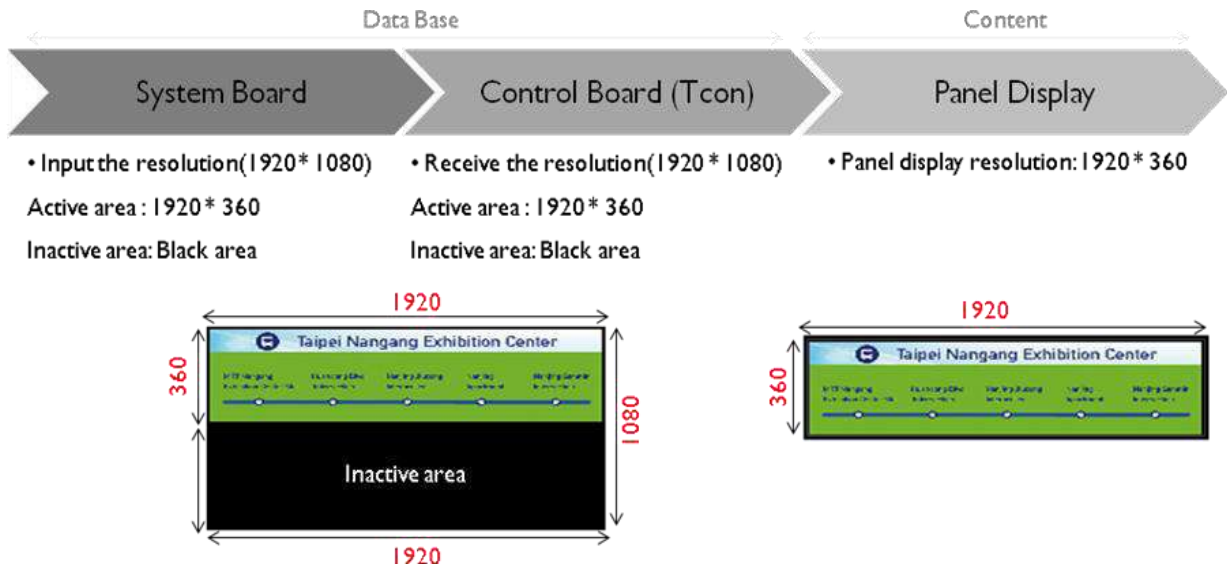 Data Base
Content
System Board
Control Board (Tcon)
Panel Display
• Input the resolution(1920* 1080)
Active area : 1920* 360
Inactive area: Black area
• Receive the resolution(1920* 1080)
Active area : 1920* 360
Inactive area: Black area
• Panel display resolution: 1920* 360
1920
360
Taipei Nangang Exhibition Center
1080
Inactive area
1920
1920
360
Taipei Nangang Exhibition Center